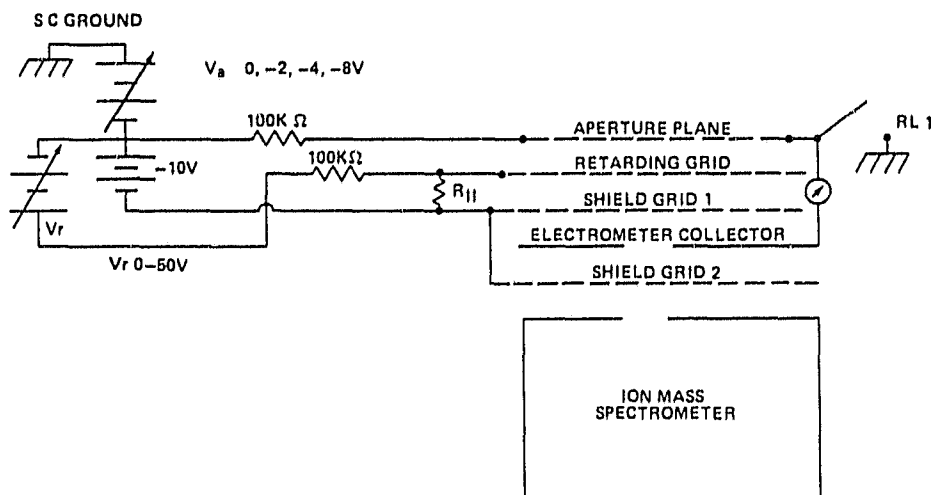 S C GROUND
Va 0, -2, -4, -8V
100K Ω
APERTURE PLANE
RL 1
-10V
100KΩ
RETARDING GRID
R||
SHIELD GRID 1
Vr
ELECTROMETER COLLECTOR
Vr 0-50V
SHIELD GRID 2
ION MASS
SPECTROMETER